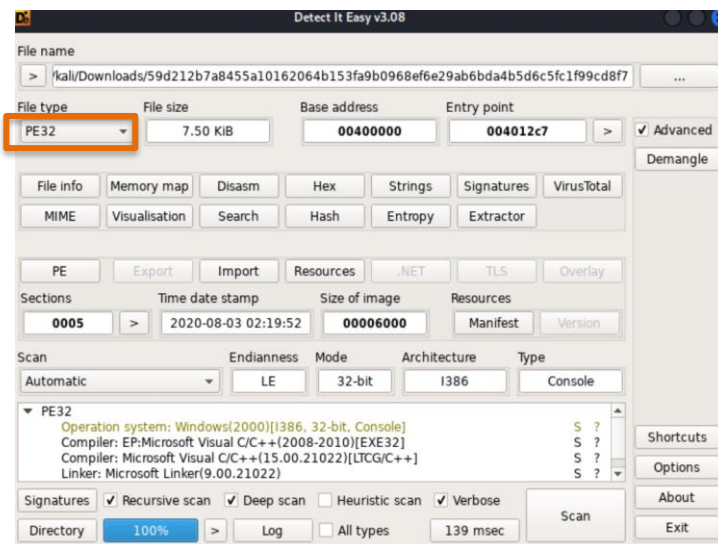 Detect It Easy v3.08
File name
> /kali/Downloads/59d212b7a8455a10162064b153fa9b0968ef6e29ab6bda4b5d6c5fc1f99cd8f7 ...
File type File size Base address Entry point
PE32 7.50 KiB 00400000 004012c7 > Advanced
Demangle
File info Memory map Disasm Hex Strings Signatures VirusTotal
MIME Visualisation Search Hash Entropy Extractor
PE Export Import Resources .NET TLS Overlay
Sections Time date stamp Size of image Resources
0005 > 2020-08-03 02:19:52 00006000 Manifest Version
Scan Endianness Mode Architecture Type
Automatic LE 32-bit I386 Console
PE32
Operation system: Windows(2000)[I386, 32-bit, Console] S ?
Compiler: EP:Microsoft Visual C/C++(2008-2010)[EXE32] S ?
Compiler: Microsoft Visual C/C++(15.00.21022)[LTCG/C++] S ?
Linker: Microsoft Linker(9.00.21022) S ?
Shortcuts
Options
Signatures Recursive scan Deep scan Heuristic scan Verbose Scan About
Directory 100% > Log All types 139 msec Exit